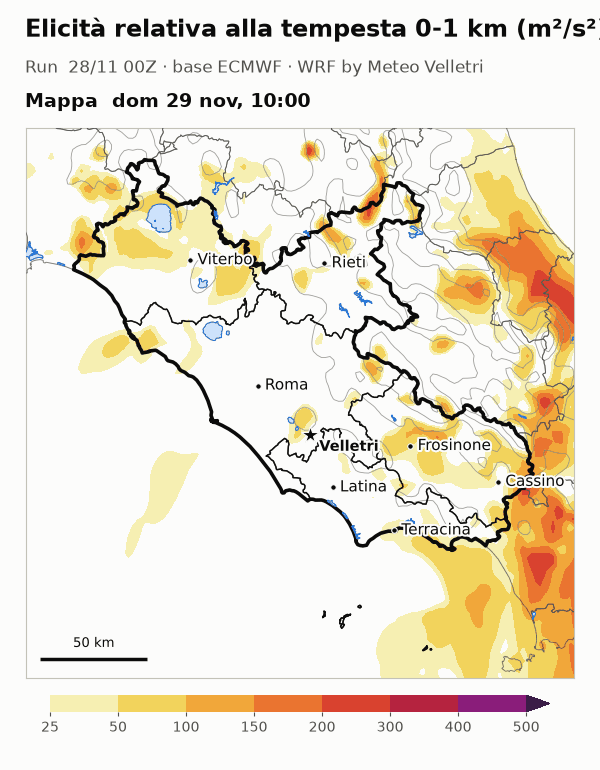 Elicità relativa alla tempesta 0-1 km (m²/s²)
Run 28/11 00Z · base ECMWF · WRF by Meteo Velletri
Mappa dom 29 nov, 10:00
Viterbo
Rieti
Roma
Velletri
Frosinone
Cassino
Latina
Terracina
50 km
25 50 100 150 200 300 400 500